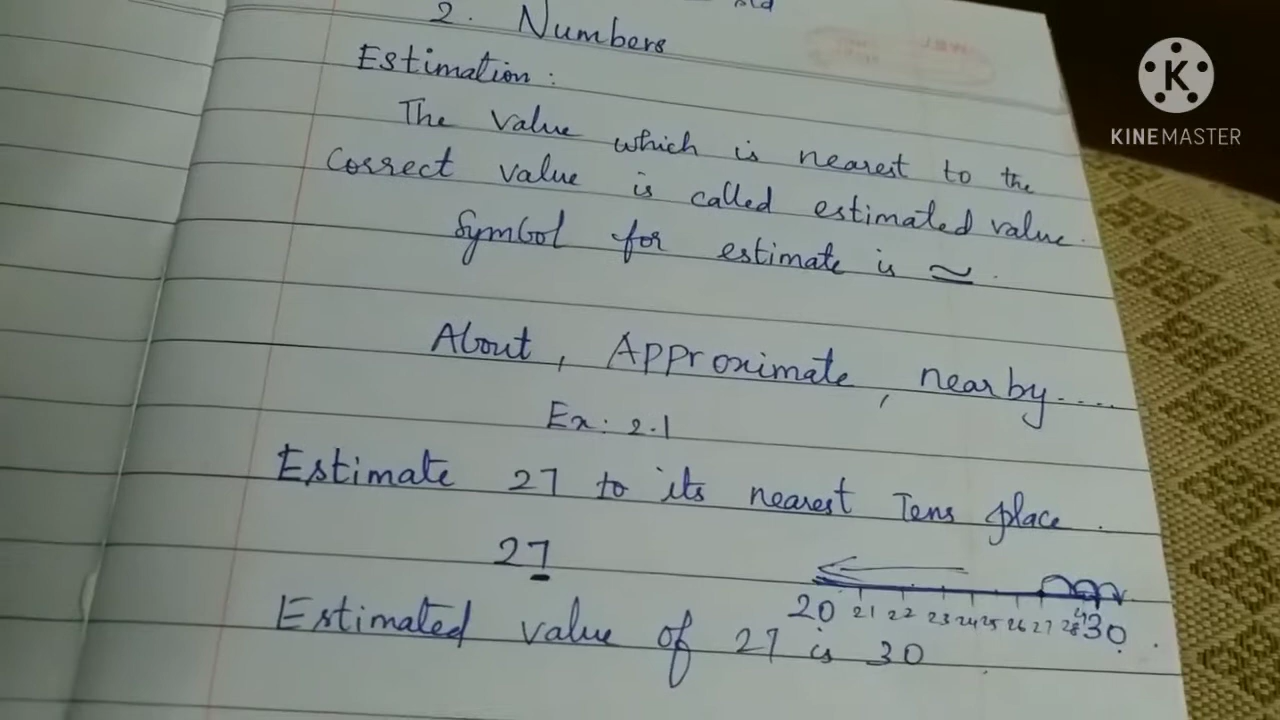 2. Numbers
Estimation :
The value which is nearest to the
correct value is called estimated value.
Symbol for estimate is ≃.
About, Approximate, nearby....
Ex: 2.1
Estimate 27 to its nearest Tens place.
27
20 21 22 23 24 25 26 27 28 30
Estimated value of 27 is 30
K
KINEMASTER